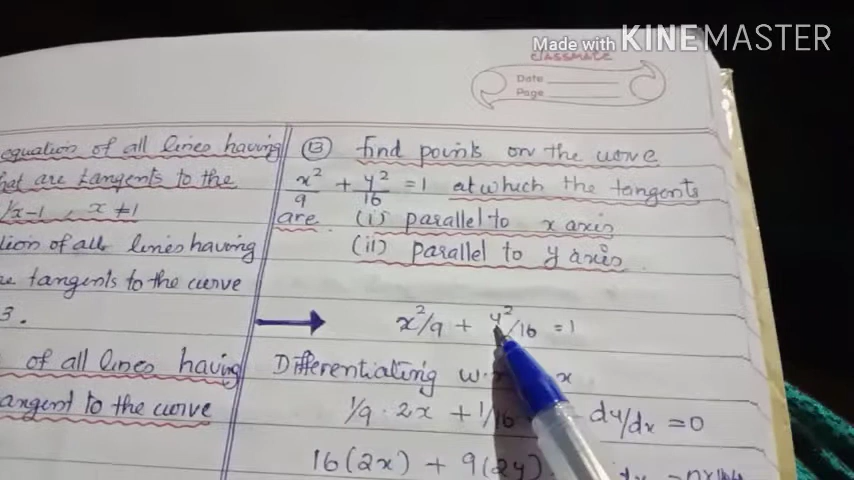 Made with KINEMASTER
CLASSMATE
Date
Page
equation of all lines having
hat are tangents to the
1/x-1 , x ≠ 1
tion of all lines having
e tangents to the curve
3.
of all lines having
angent to the curve
⑬ find points on the curve
x²/9 + y²/16 = 1 at which the tangents
are (i) parallel to x axis
(ii) parallel to y axis
x²/9 + y²/16 = 1
Differentiating w. x
1/9 · 2x + 1/16 dy/dx = 0
16(2x) + 9(2y).